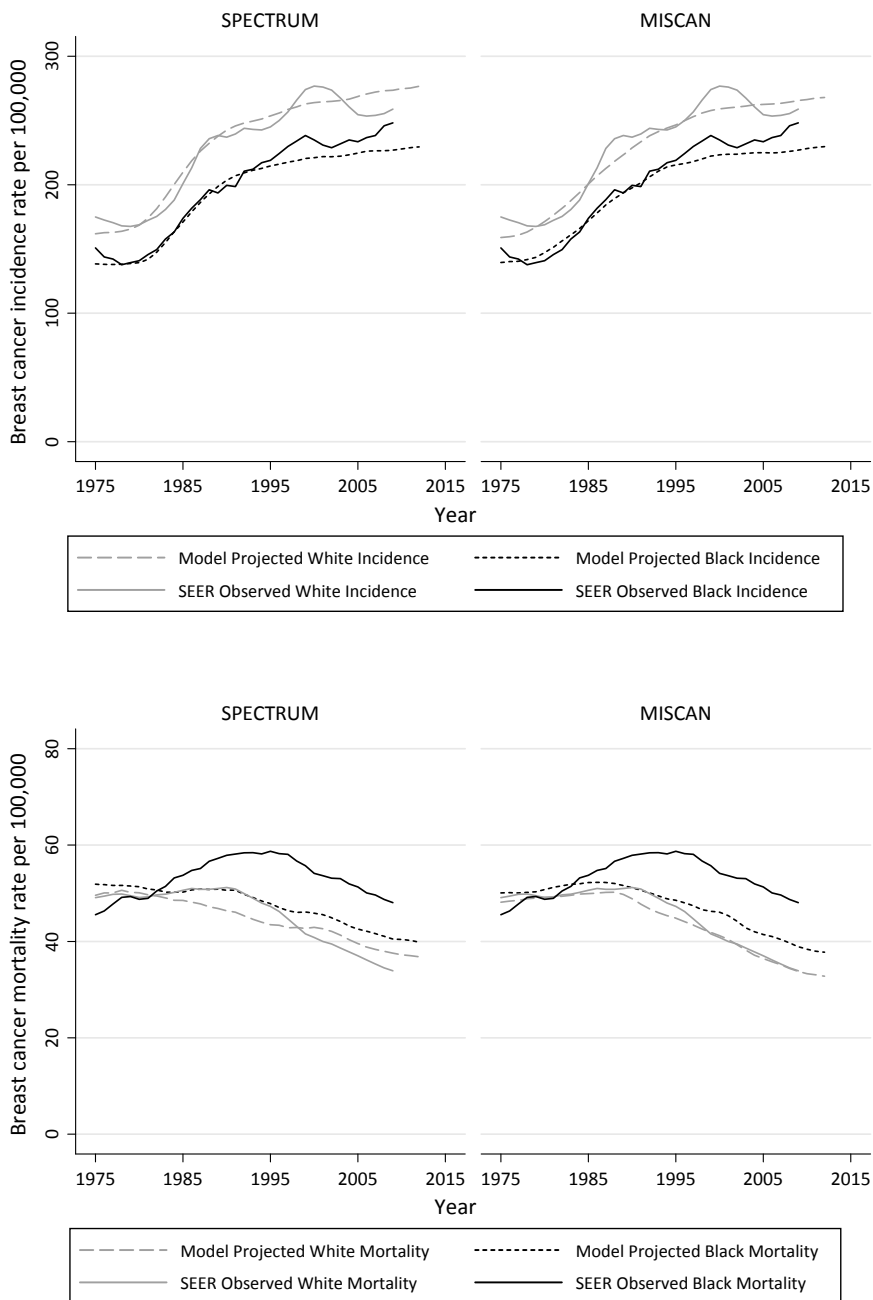 SPECTRUM MISCAN
Breast cancer incidence rate per 100,000
300
200
100
0
1975 1985 1995 2005 2015 1975 1985 1995 2005 2015
Year
Model Projected White Incidence Model Projected Black Incidence
SEER Observed White Incidence SEER Observed Black Incidence
SPECTRUM MISCAN
Breast cancer mortality rate per 100,000
80
60
40
20
0
1975 1985 1995 2005 2015 1975 1985 1995 2005 2015
Year
Model Projected White Mortality Model Projected Black Mortality
SEER Observed White Mortality SEER Observed Black Mortality